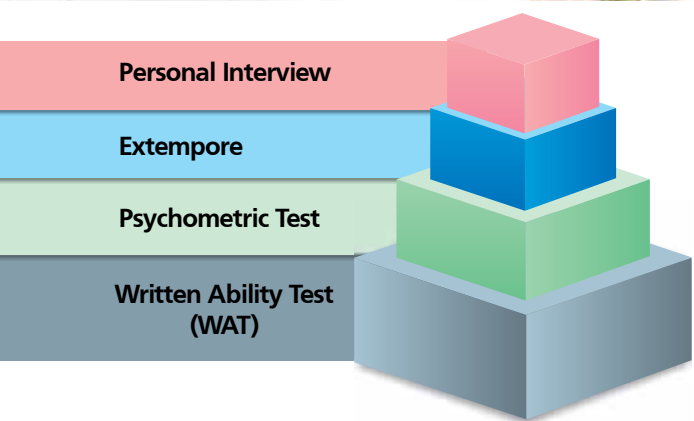 Personal Interview
Extempore
Psychometric Test
Written Ability Test
(WAT)